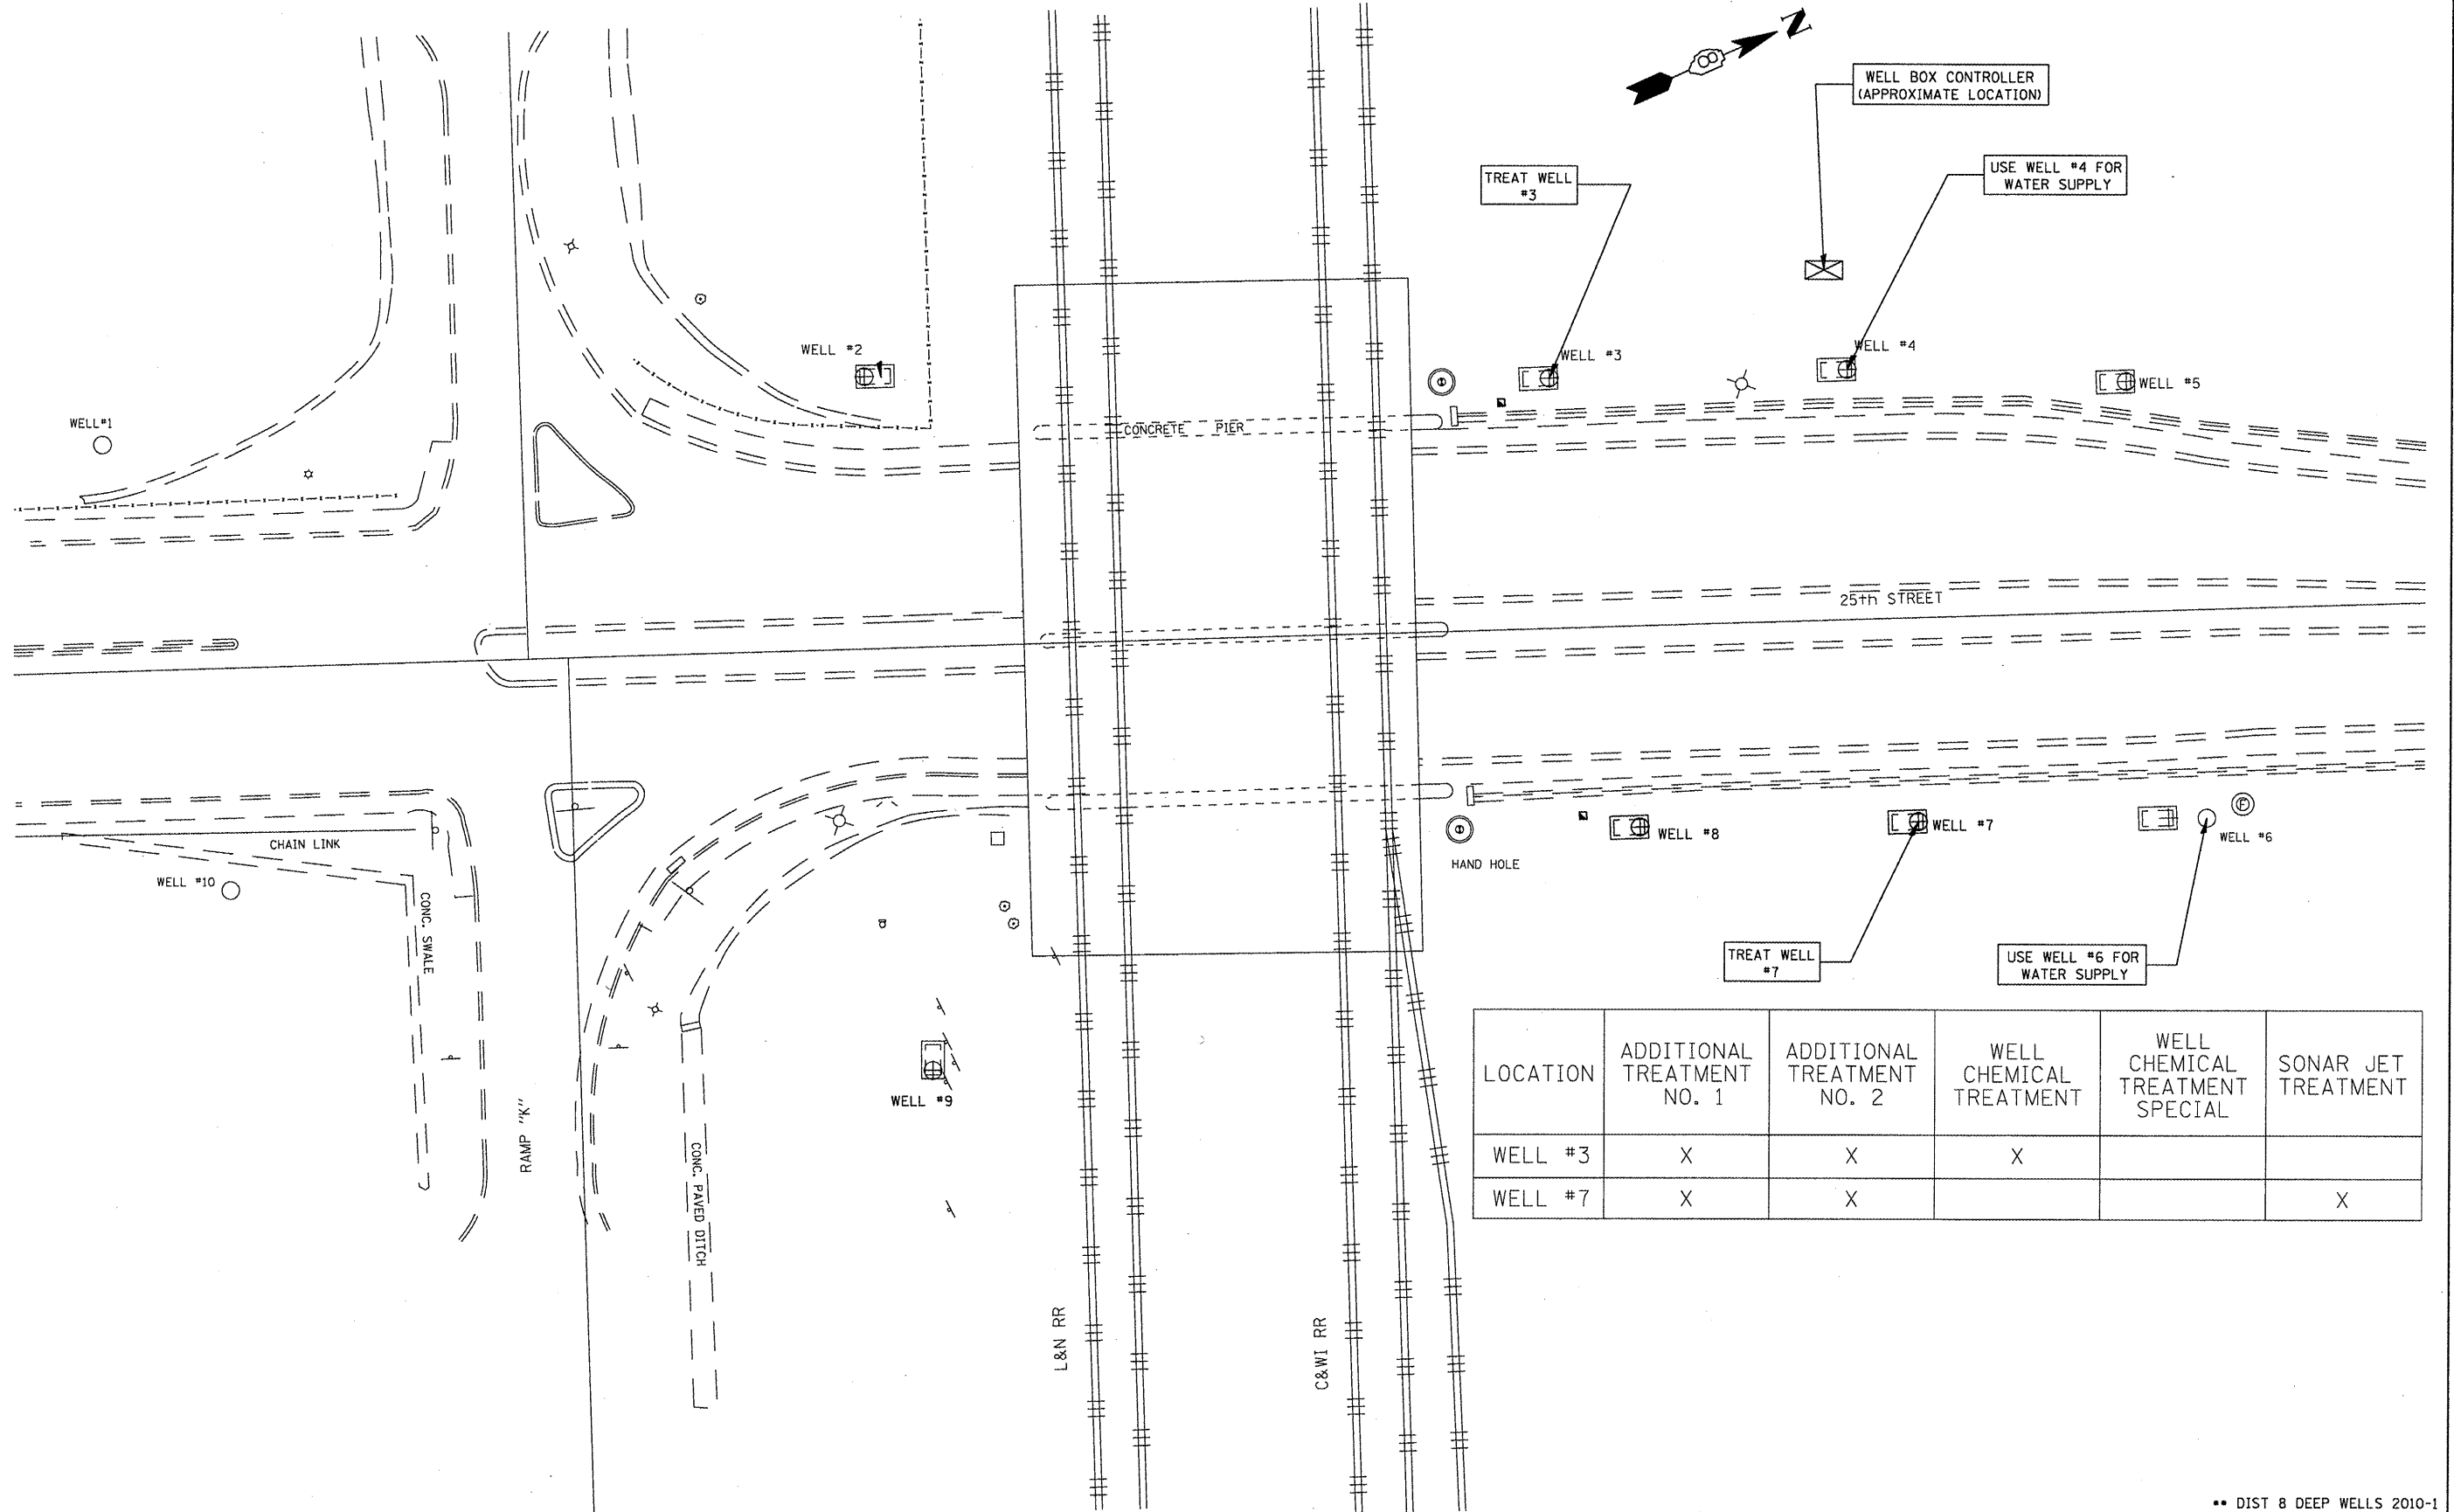 N
WELL BOX CONTROLLER
(APPROXIMATE LOCATION)
TREAT WELL
#3
USE WELL #4 FOR
WATER SUPPLY
WELL #2
WELL #3
WELL #4
WELL #5
WELL#1
CONCRETE PIER
25th STREET
CHAIN LINK
WELL #10
CONC. SWALE
HAND HOLE
WELL #8
WELL #7
E
WELL #6
TREAT WELL
#7
USE WELL #6 FOR
WATER SUPPLY
WELL #9
RAMP "K"
CONC. PAVED DITCH
L&N RR
C&WI RR
LOCATION
ADDITIONAL
TREATMENT
NO. 1
ADDITIONAL
TREATMENT
NO. 2
WELL
CHEMICAL
TREATMENT
WELL
CHEMICAL
TREATMENT
SPECIAL
SONAR JET
TREATMENT
WELL #3 X X X
WELL #7 X X X
** DIST 8 DEEP WELLS 2010-1